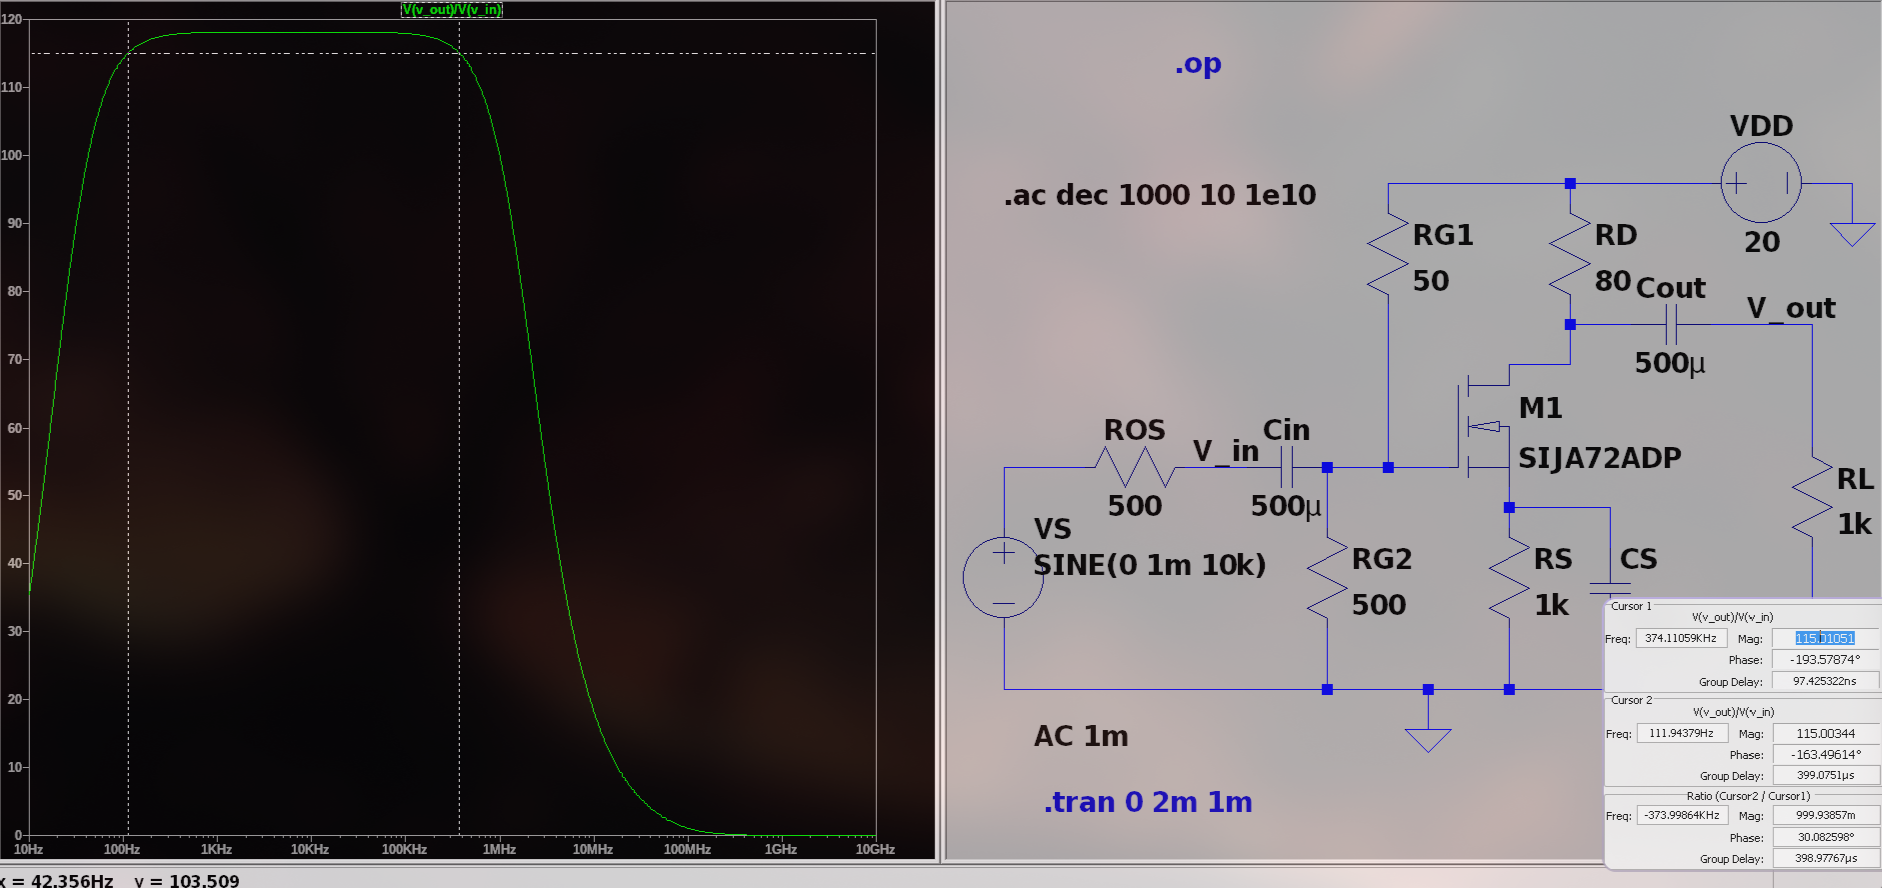 V(v_out)/V(v_in)
120
110
100
90
80
70
60
50
40
30
20
10
0
10Hz 100Hz 1KHz 10KHz 100KHz 1MHz 10MHz 100MHz 1GHz 10GHz
x = 42.356Hz y = 103.509
.op
.ac dec 1000 10 1e10
VDD
20
RG1
50
RD
80
Cout
500µ
V_out
M1
SIJA72ADP
ROS
500
V_in
Cin
500µ
RL
1k
VS
SINE(0 1m 10k)
RG2
500
RS
1k
CS
AC 1m
.tran 0 2m 1m
Cursor 1
V(v_out)/V(v_in)
Freq: 374.11059KHz Mag: 115.01051
Phase: -193.57874°
Group Delay: 97.425322ns
Cursor 2
V(v_out)/V(v_in)
Freq: 111.94379Hz Mag: 115.00344
Phase: -163.49614°
Group Delay: 399.0751µs
Ratio (Cursor2 / Cursor1)
Freq: -373.99864KHz Mag: 999.93857m
Phase: 30.082598°
Group Delay: 398.97767µs